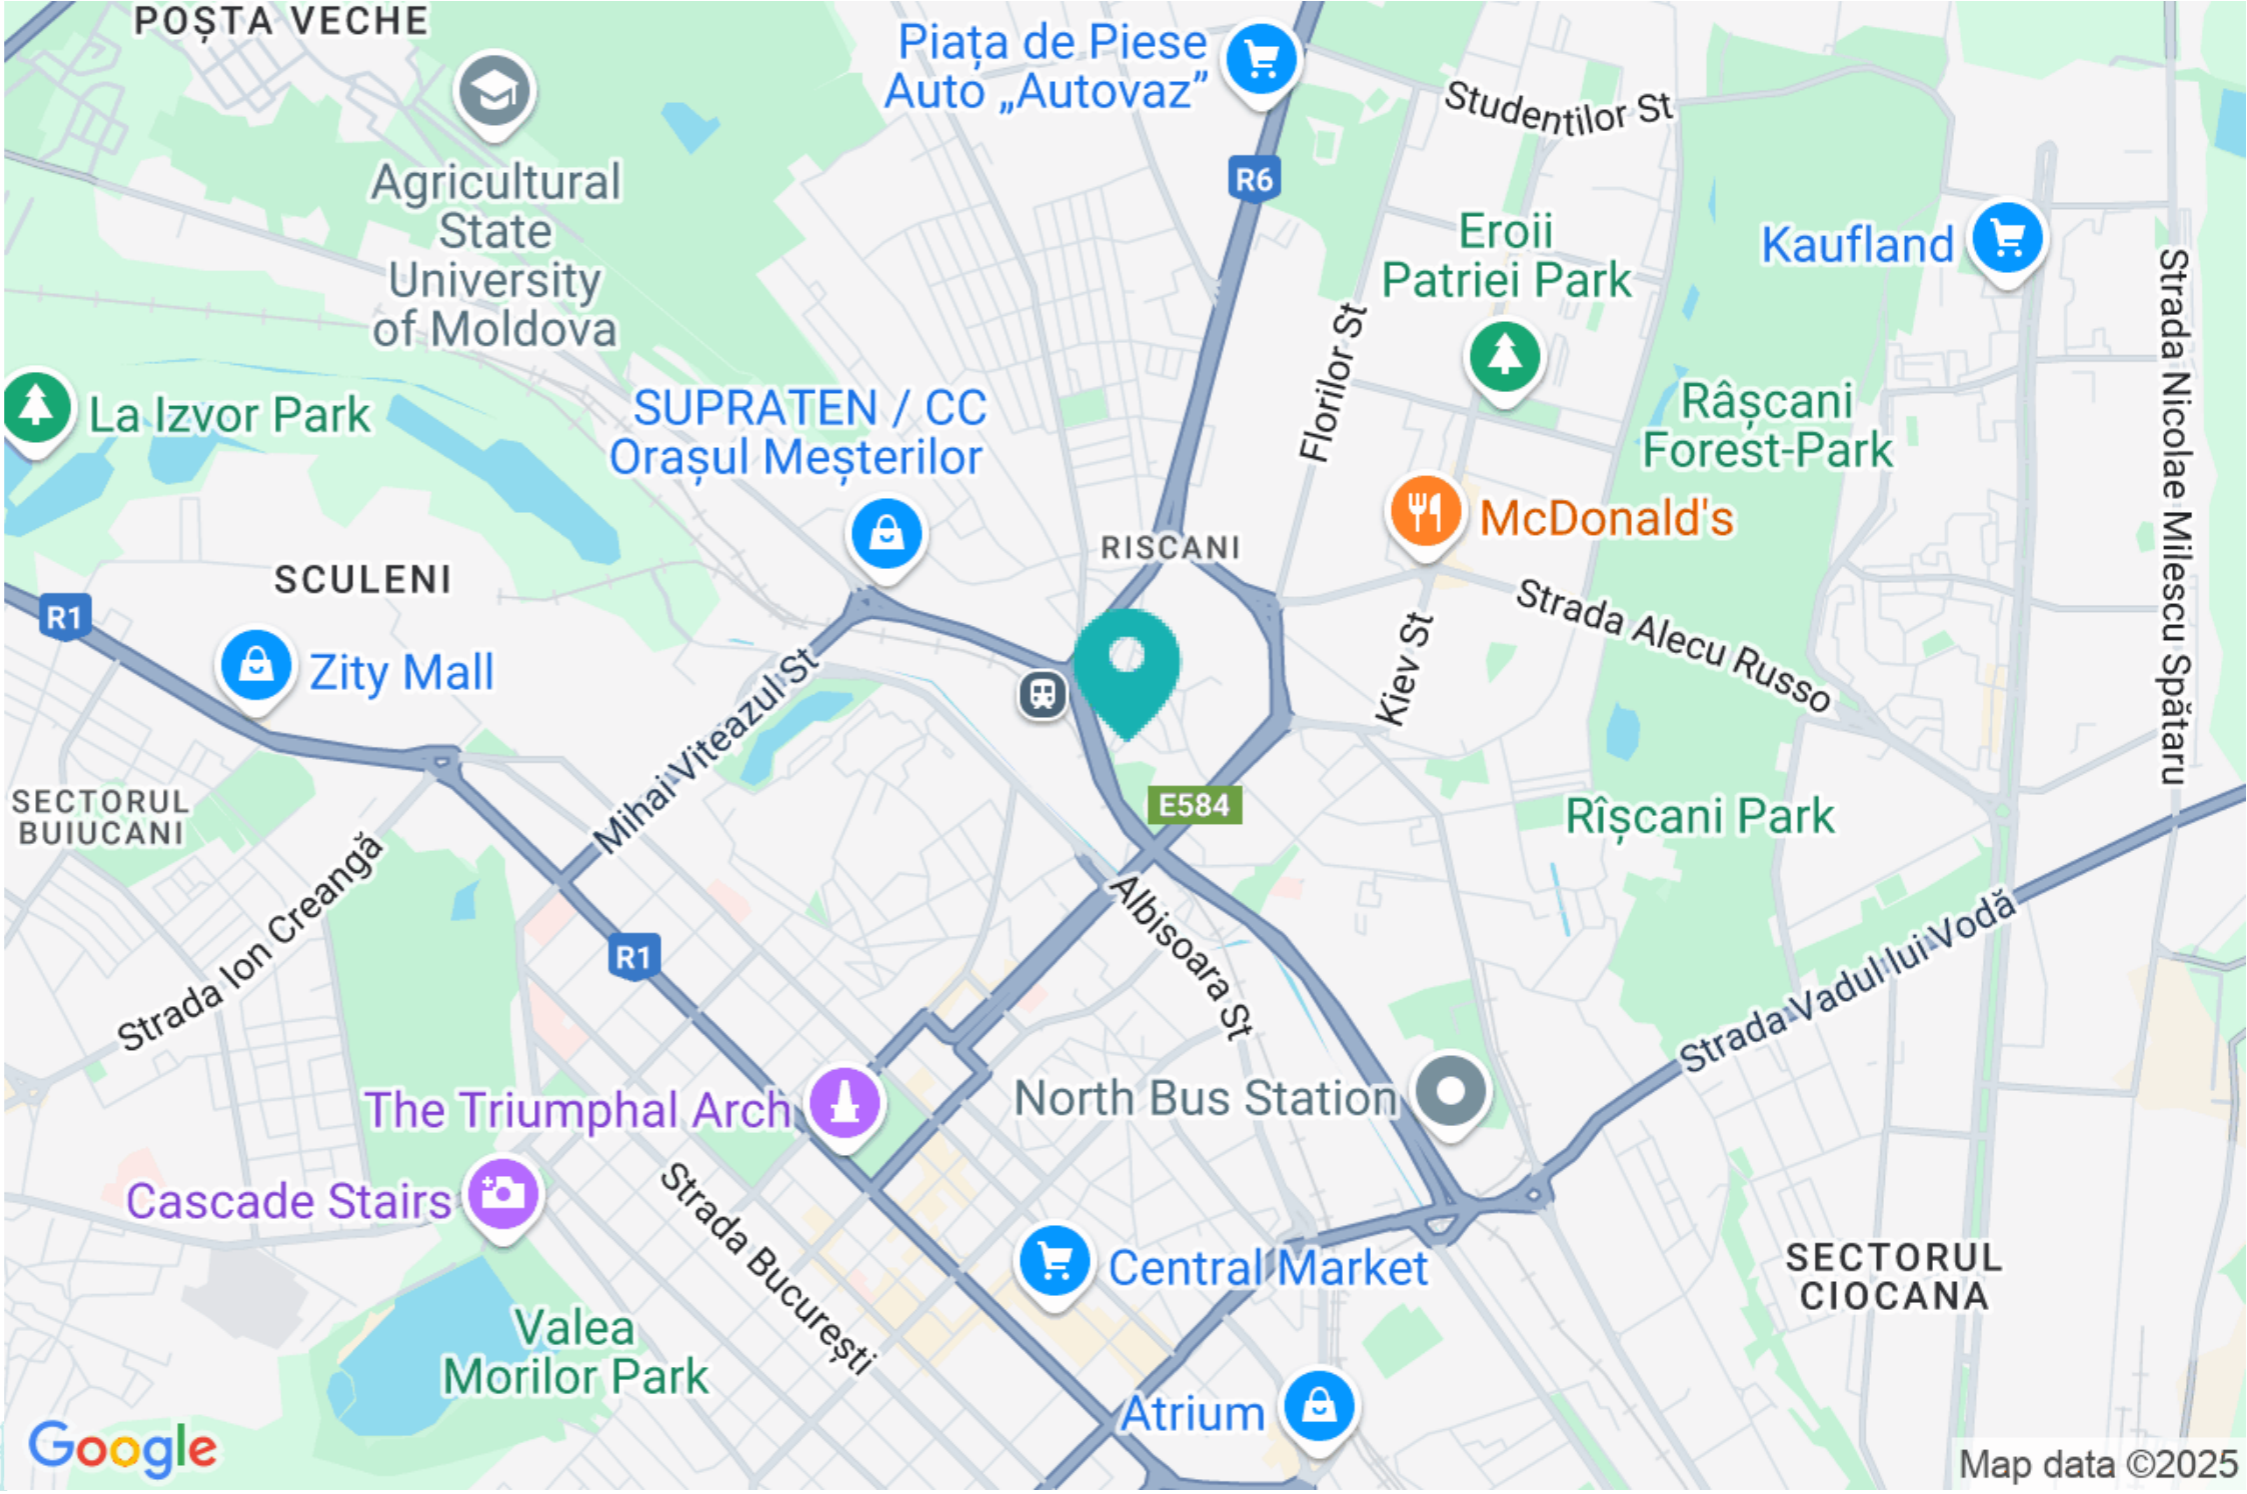 POȘTA VECHE
Piața de Piese
Auto „Autovaz”
Studentilor St
R6
Agricultural
State
University
of Moldova
Eroii
Patriei Park
Kaufland
Strada Nicolae Milescu Spătaru
Florilor St
La Izvor Park
SUPRATEN / CC
Orașul Meșterilor
Râșcani
Forest-Park
McDonald's
RISCANI
SCULENI
R1
Strada Alecu Russo
Zity Mall
Kiev St
Mihai Viteazul St
SECTORUL
BUIUCANI
E584
Rîșcani Park
Strada Ion Creangă
Albisoara St
R1
Strada Vadul lui Vodă
The Triumphal Arch
North Bus Station
Cascade Stairs
Strada București
Central Market
SECTORUL
CIOCANA
Valea
Morilor Park
Atrium
Google
Map data ©2025